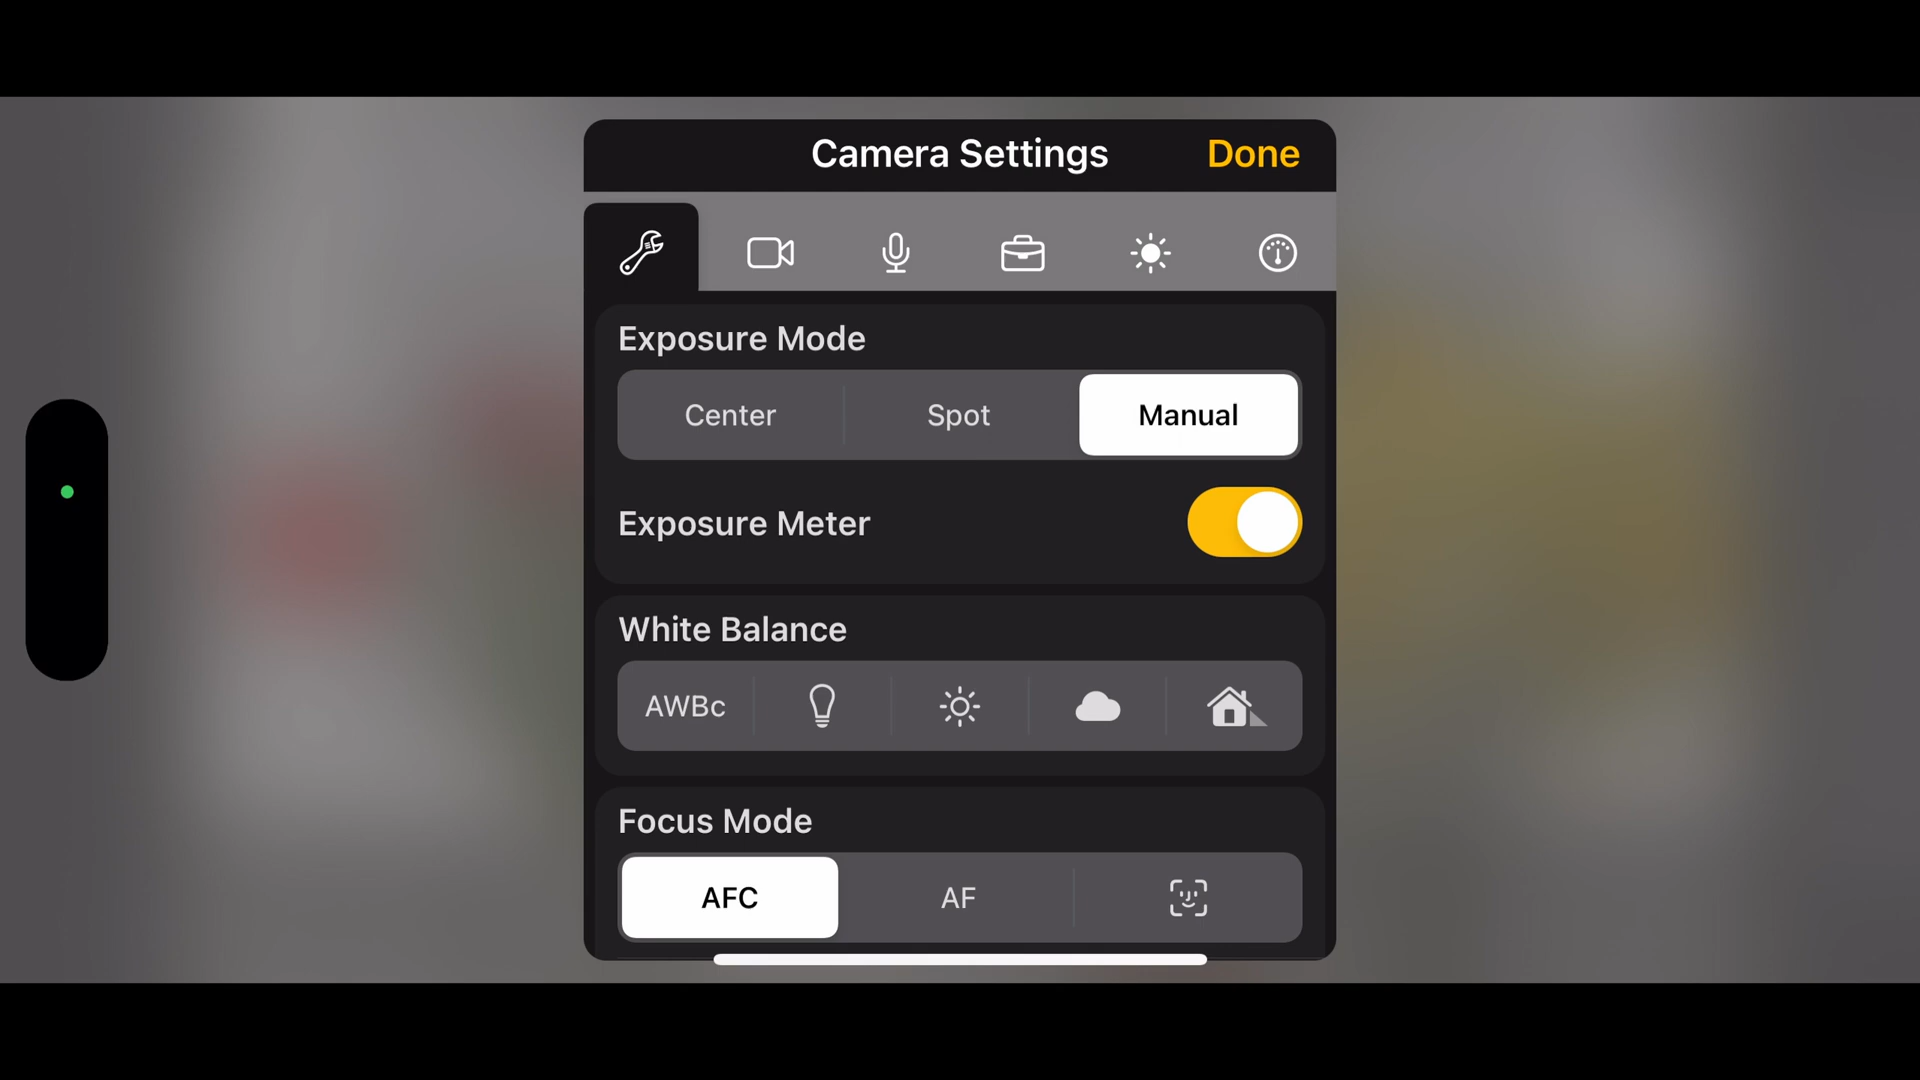 Camera Settings
Done
Exposure Mode
Center
Spot
Manual
Exposure Meter
White Balance
AWBc
Focus Mode
AFC
AF